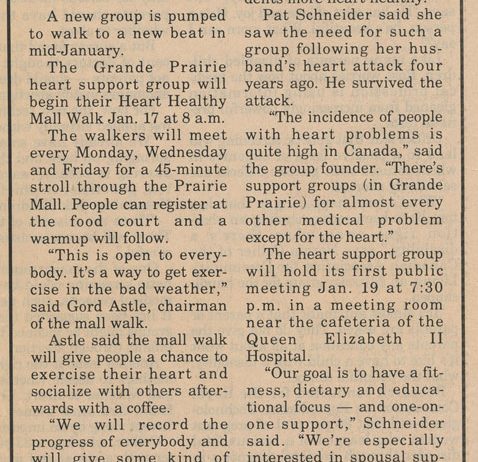 A new group is pumped
to walk to a new beat in
mid-January.
The Grande Prairie
heart support group will
begin their Heart Healthy
Mall Walk Jan. 17 at 8 a.m.
The walkers will meet
every Monday, Wednesday
and Friday for a 45-minute
stroll through the Prairie
Mall. People can register at
the food court and a
warmup will follow.
“This is open to every-
body. It’s a way to get exer-
cise in the bad weather,”
said Gord Astle, chairman
of the mall walk.
Astle said the mall walk
will give people a chance to
exercise their heart and
socialize with others after-
wards with a coffee.
“We will record the
progress of everybody and
will give some kind of
dents more heart healthy.
Pat Schneider said she
saw the need for such a
group following her hus-
band’s heart attack four
years ago. He survived the
attack.
“The incidence of people
with heart problems is
quite high in Canada,” said
the group founder. “There’s
support groups (in Grande
Prairie) for almost every
other medical problem
except for the heart.”
The heart support group
will hold its first public
meeting Jan. 19 at 7:30
p.m. in a meeting room
near the cafeteria of the
Queen Elizabeth II
Hospital.
“Our goal is to have a fit-
ness, dietary and educa-
tional focus — and one-on-
one support,” Schneider
said. “We’re especially
interested in spousal sup-